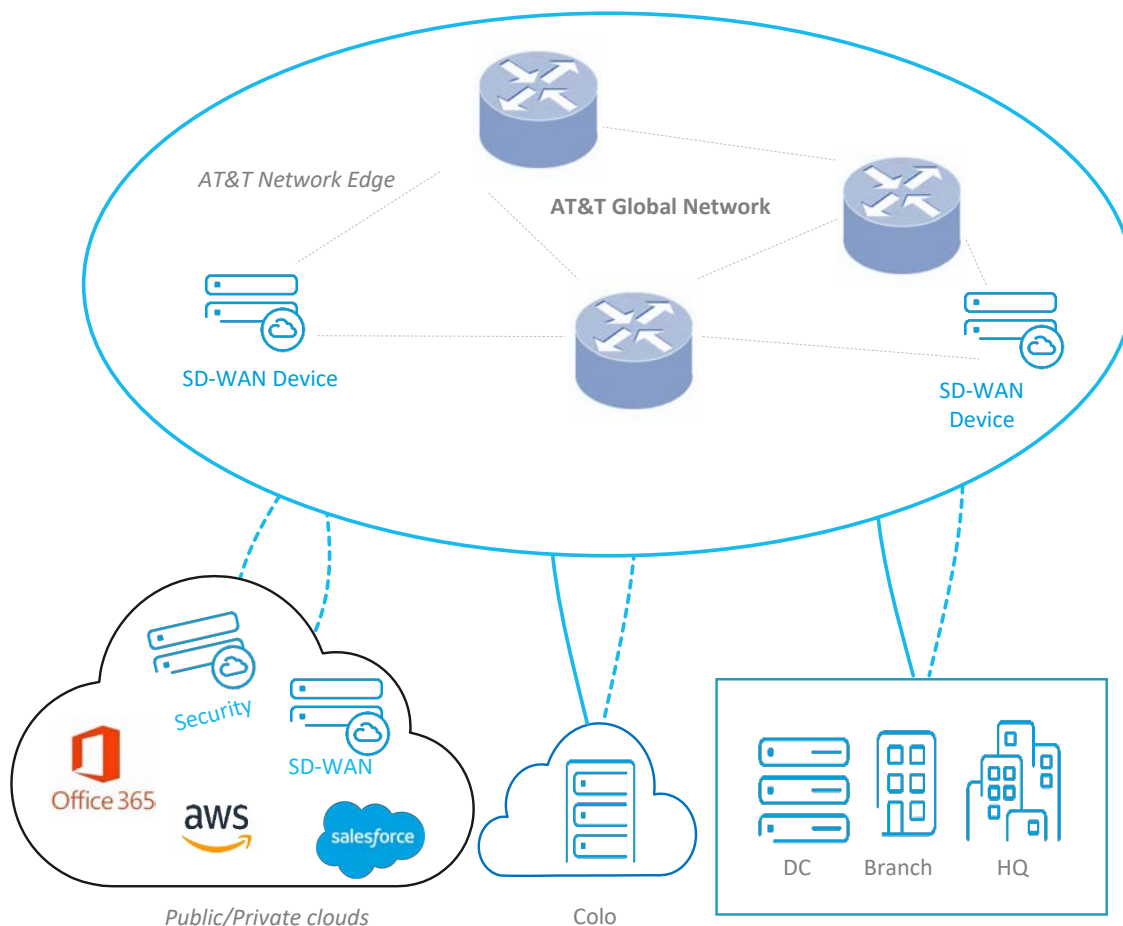 AT&T Network Edge
AT&T Global Network
SD-WAN Device
SD-WAN
Device
Security
SD-WAN
Office 365
aws
salesforce
DC
Branch
HQ
Public/Private clouds
Colo